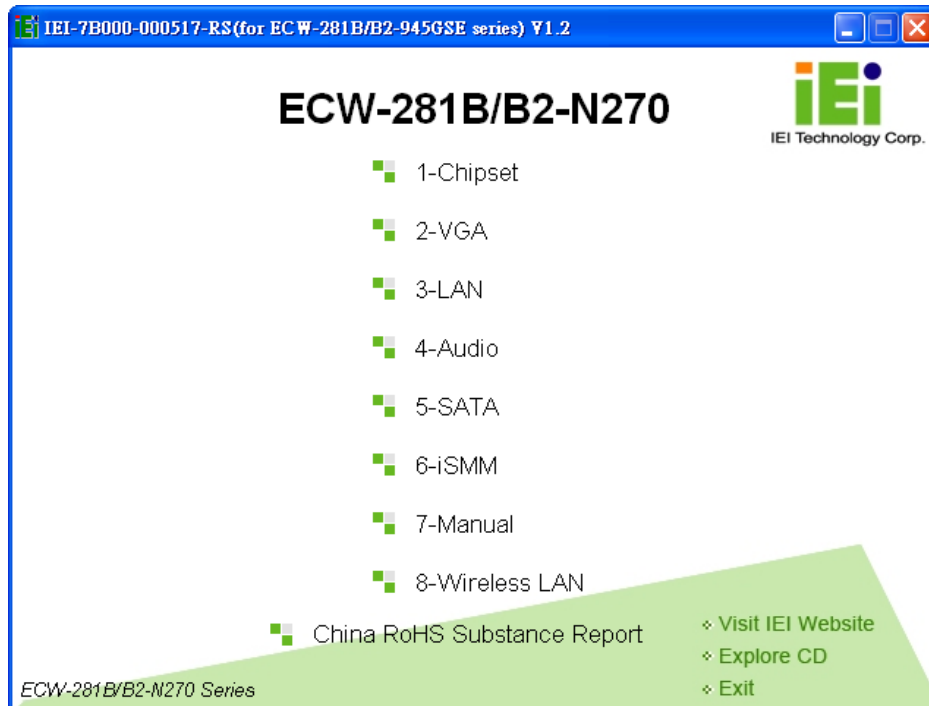 IEI-7B000-000517-RS(for ECW-281B/B2-945GSE series) V1.2
ECW-281B/B2-N270
iEi
IEI Technology Corp.
1-Chipset
2-VGA
3-LAN
4-Audio
5-SATA
6-iSMM
7-Manual
8-Wireless LAN
China RoHS Substance Report
Visit IEI Website
Explore CD
Exit
ECW-281B/B2-N270 Series